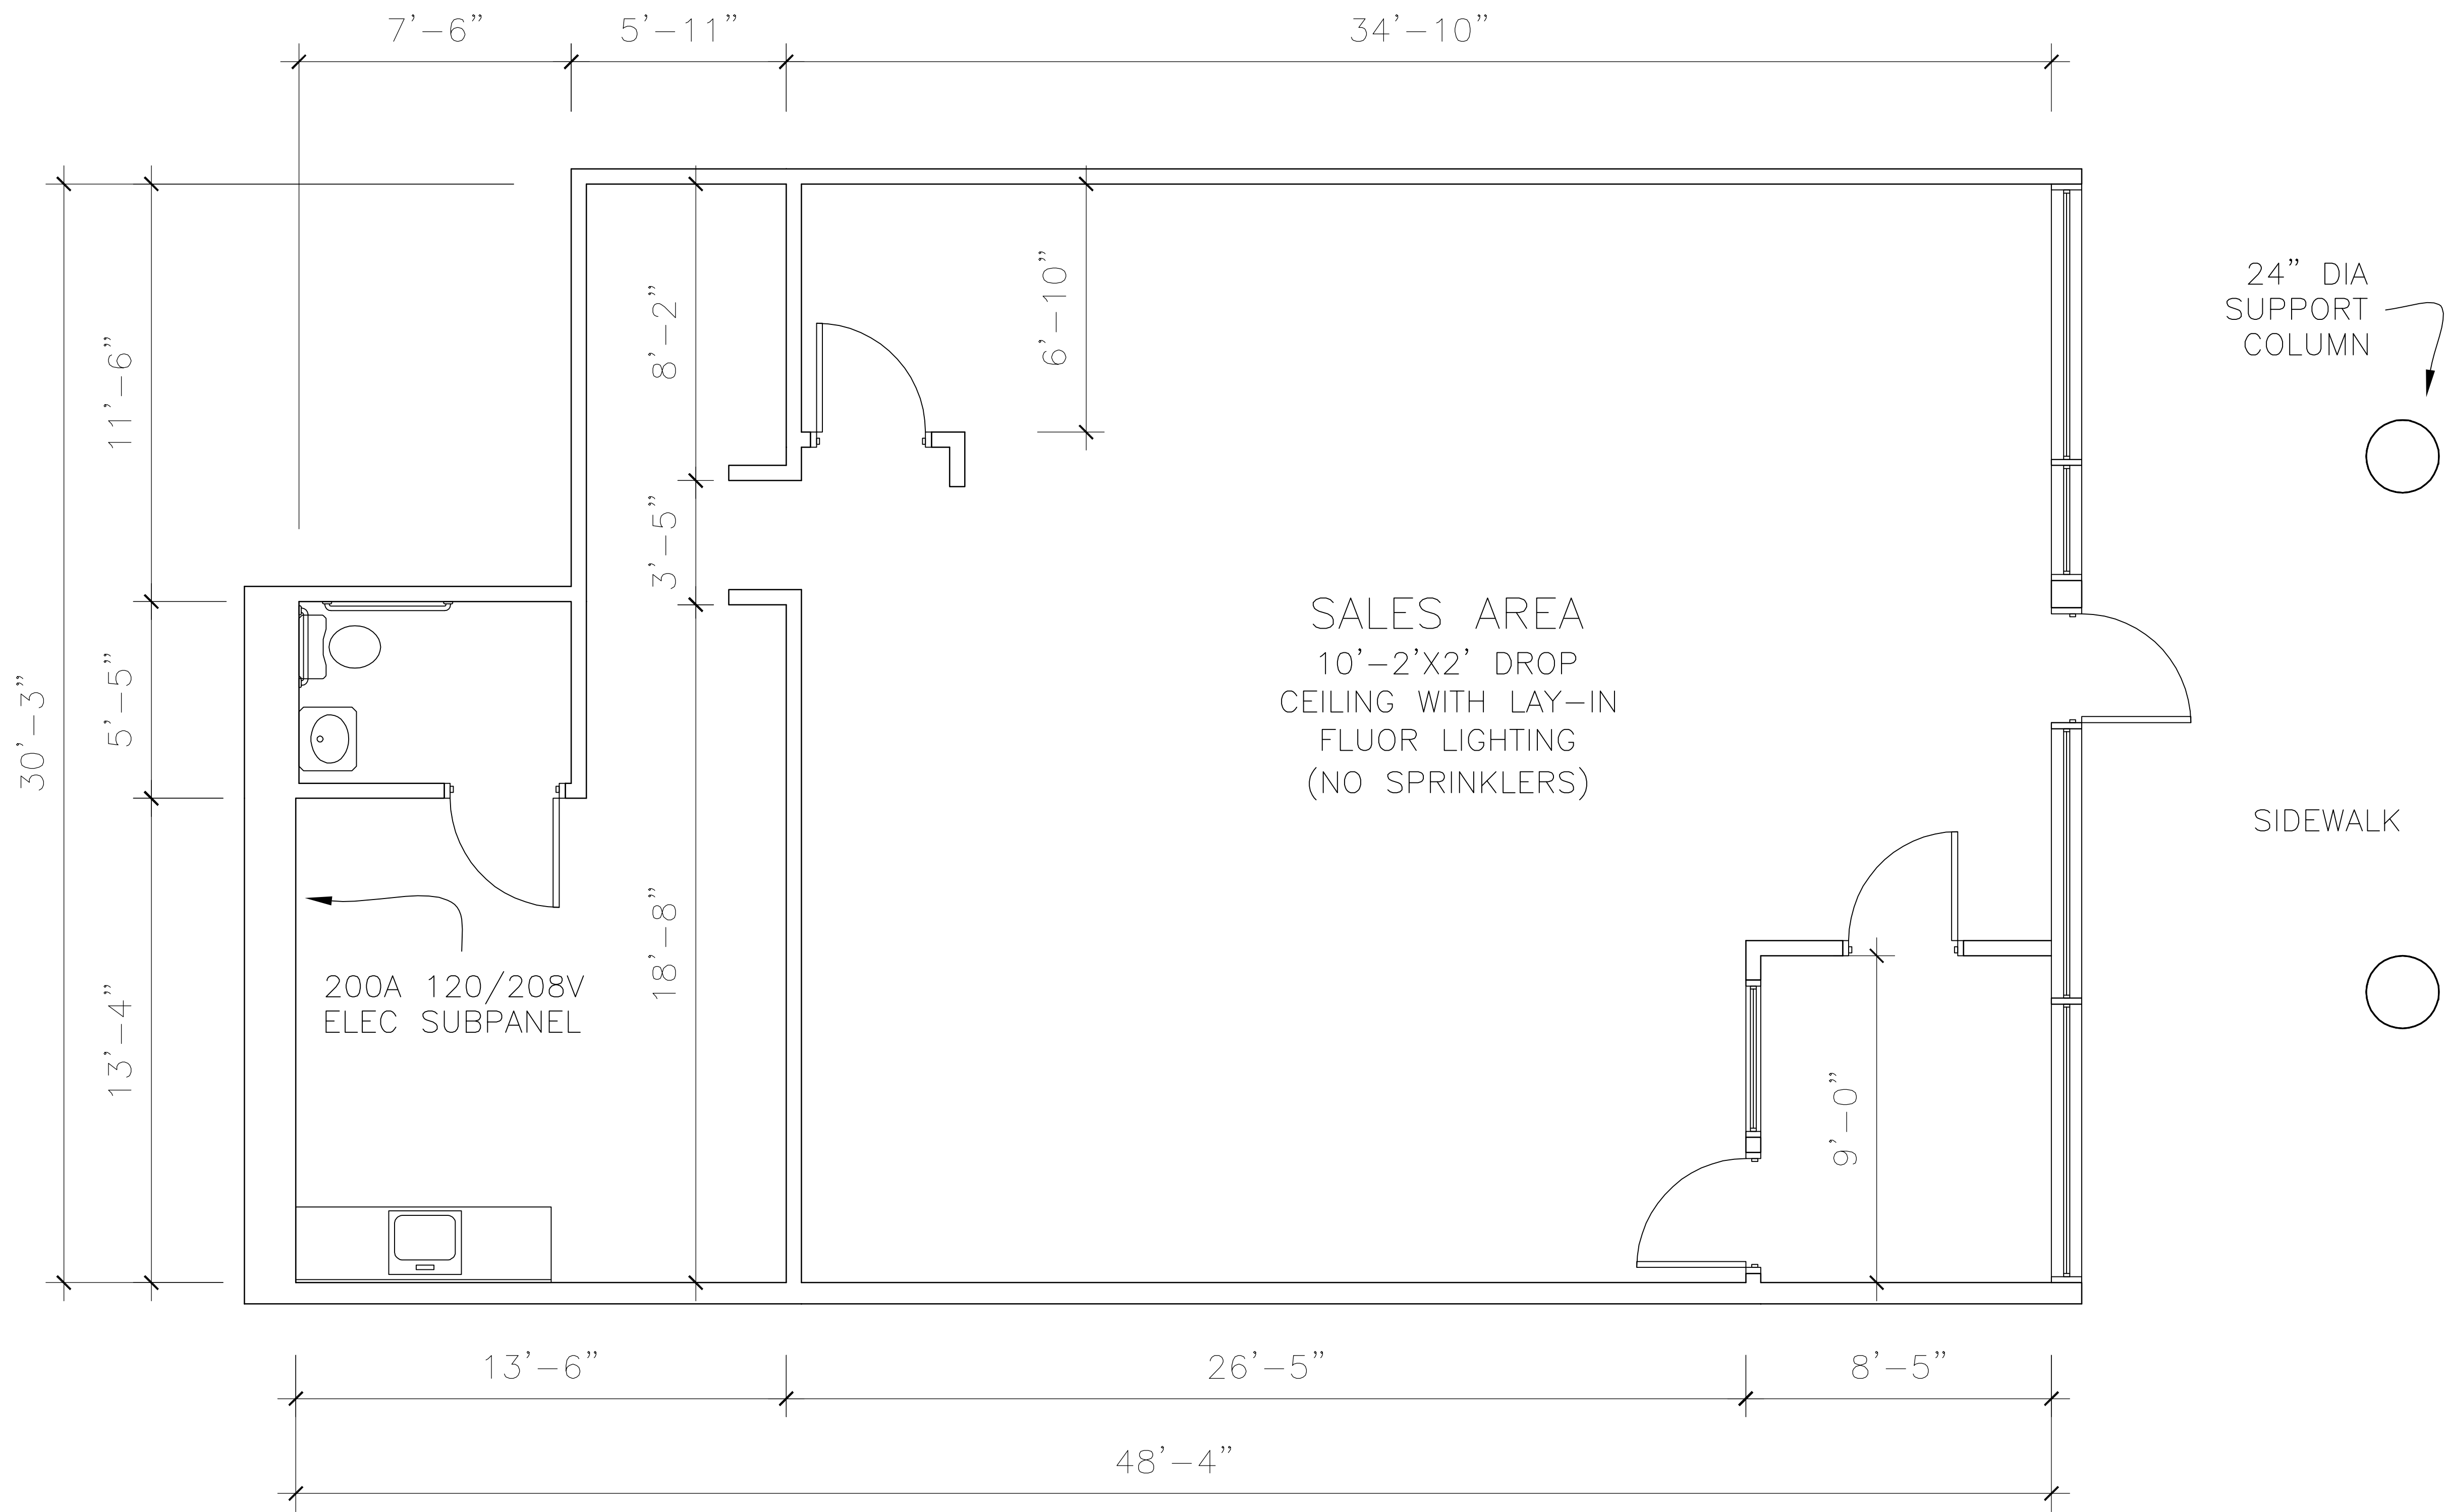 7'-6"
5'-11"
34'-10"
30'-3"
11'-6"
5'-5"
13'-4"
8'-2"
3'-5"
18'-8"
6'-10"
24" DIA
SUPPORT
COLUMN
SALES AREA
10'-2'X2' DROP
CEILING WITH LAY-IN
FLUOR LIGHTING
(NO SPRINKLERS)
SIDEWALK
200A 120/208V
ELEC SUBPANEL
9'-0"
13'-6"
26'-5"
8'-5"
48'-4"